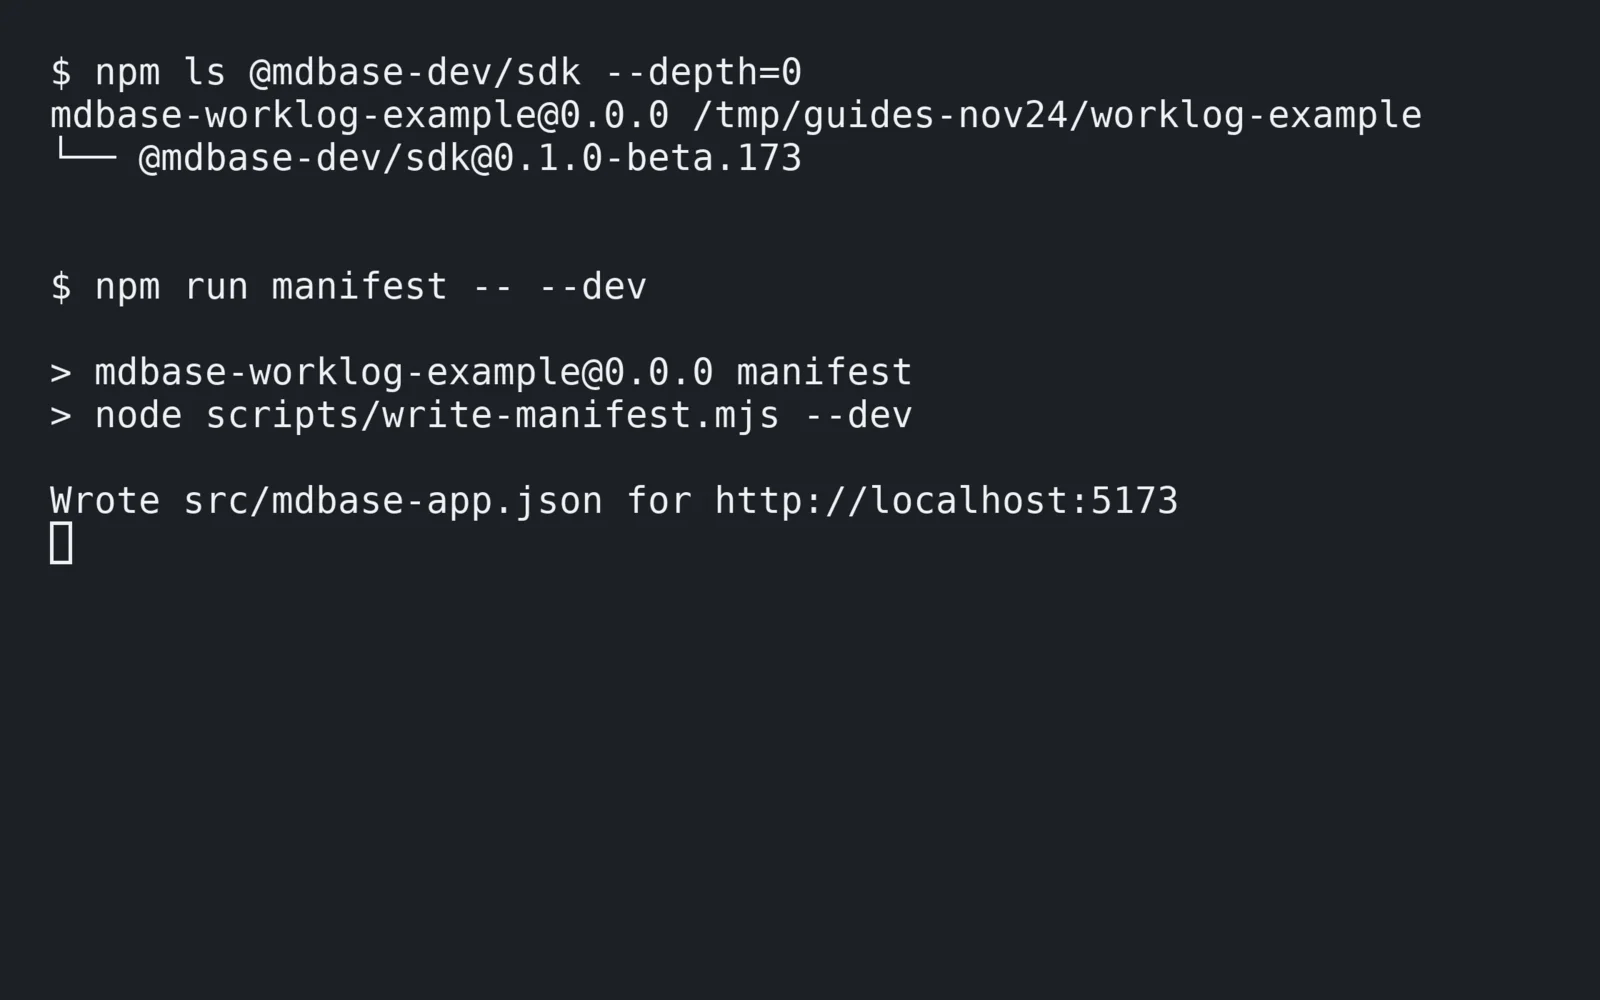 $ npm ls @mdbase-dev/sdk --depth=0
mdbase-worklog-example@0.0.0 /tmp/guides-nov24/worklog-example
└── @mdbase-dev/sdk@0.1.0-beta.173
$ npm run manifest -- --dev
> mdbase-worklog-example@0.0.0 manifest
> node scripts/write-manifest.mjs --dev
Wrote src/mdbase-app.json for http://localhost:5173